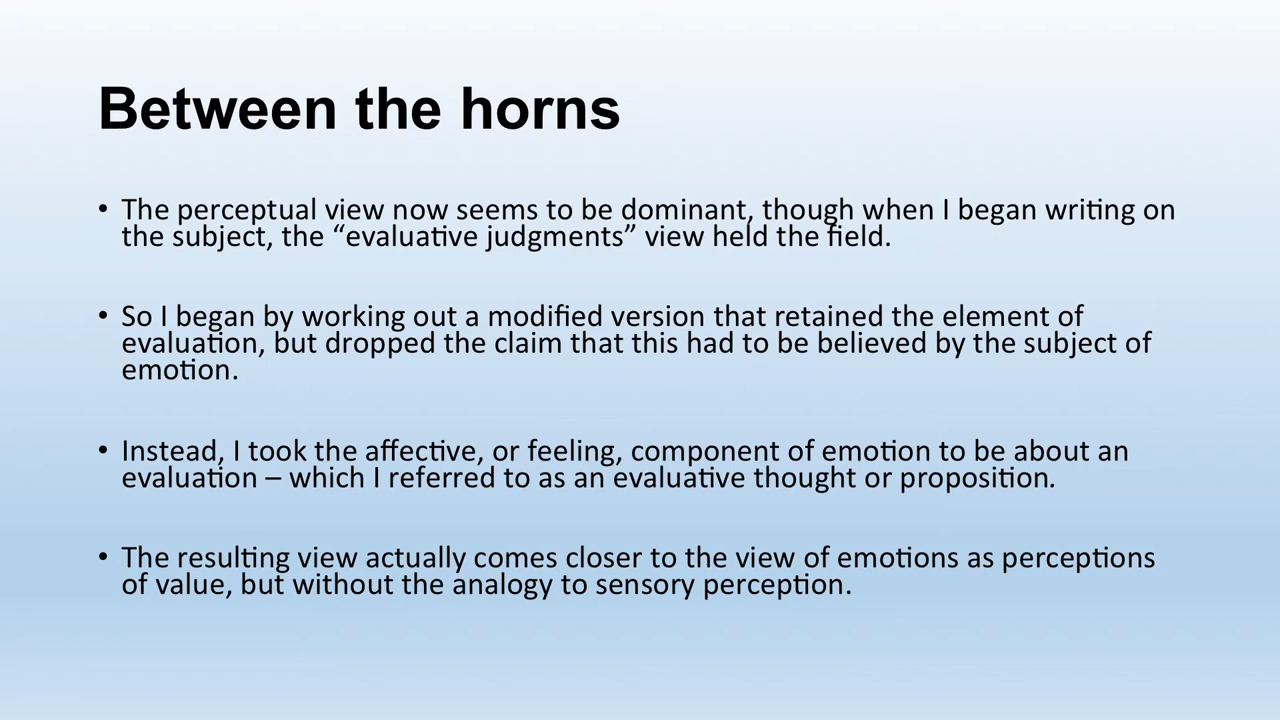 Between the horns
• The perceptual view now seems to be dominant, though when I began writing on
the subject, the “evaluative judgments” view held the field.
• So I began by working out a modified version that retained the element of
evaluation, but dropped the claim that this had to be believed by the subject of
emotion.
• Instead, I took the affective, or feeling, component of emotion to be about an
evaluation – which I referred to as an evaluative thought or proposition.
• The resulting view actually comes closer to the view of emotions as perceptions
of value, but without the analogy to sensory perception.